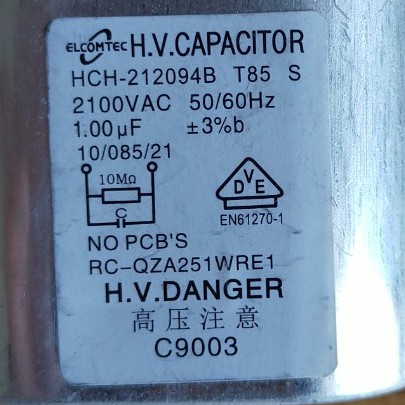 ELCOMTEC H.V.CAPACITOR
HCH-212094B T85 S
2100VAC 50/60Hz
1.00μF ±3%b
10/085/21
10MΩ
C
DVE
EN61270-1
NO PCB'S
RC-QZA251WRE1
H.V.DANGER
高压注意
C9003